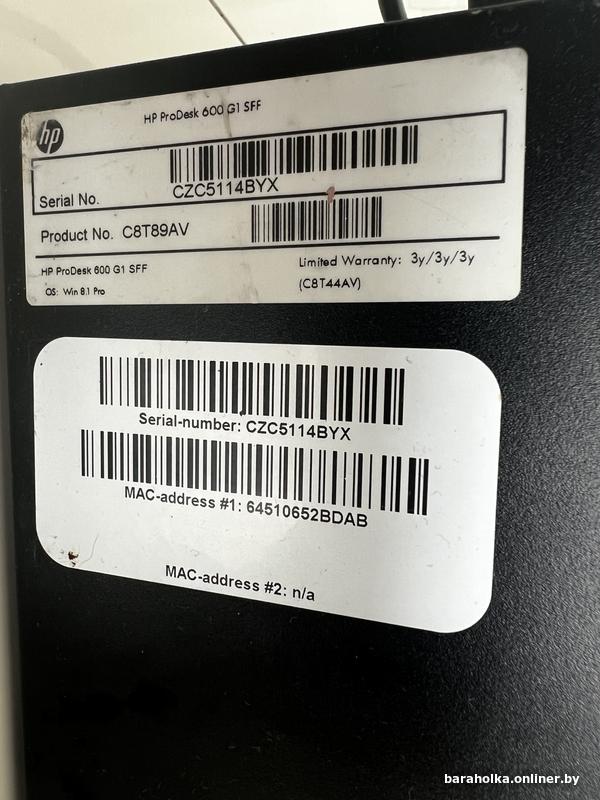 HP ProDesk 600 G1 SFF
hp
Serial No. CZC5114BYX
Product No. C8T89AV
HP ProDesk 600 G1 SFF
Limited Warranty: 3y/3y/3y
OS: Win 8.1 Pro
(C8T44AV)
Serial-number: CZC5114BYX
MAC-address #1: 64510652BDAB
MAC-address #2: n/a
baraholka.onliner.by